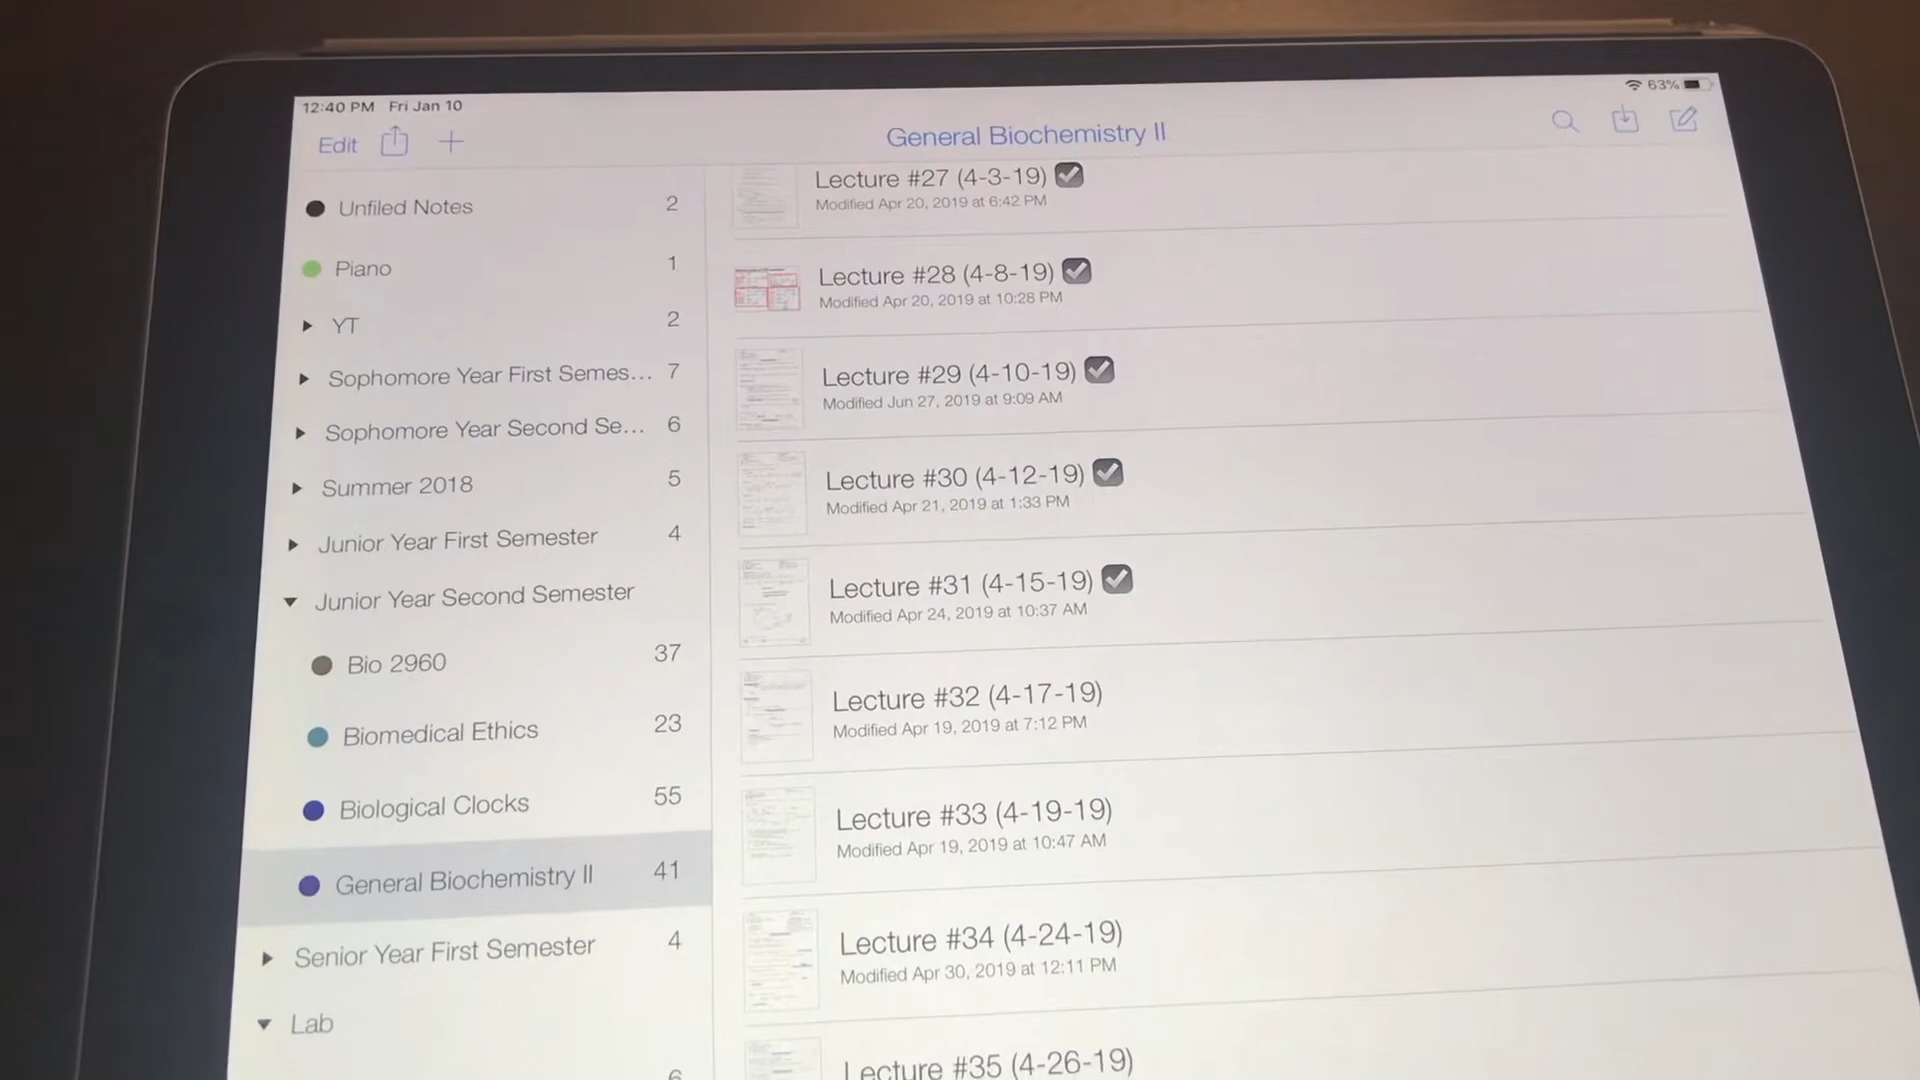 12:40 PM Fri Jan 10
63%
Edit
General Biochemistry II
Unfiled Notes 2
Piano 1
YT 2
Sophomore Year First Semes... 7
Sophomore Year Second Se... 6
Summer 2018 5
Junior Year First Semester 4
Junior Year Second Semester
Bio 2960 37
Biomedical Ethics 23
Biological Clocks 55
General Biochemistry II 41
Senior Year First Semester 4
Lab
6
Lecture #27 (4-3-19)
Modified Apr 20, 2019 at 6:42 PM
Lecture #28 (4-8-19)
Modified Apr 20, 2019 at 10:28 PM
Lecture #29 (4-10-19)
Modified Jun 27, 2019 at 9:09 AM
Lecture #30 (4-12-19)
Modified Apr 21, 2019 at 1:33 PM
Lecture #31 (4-15-19)
Modified Apr 24, 2019 at 10:37 AM
Lecture #32 (4-17-19)
Modified Apr 19, 2019 at 7:12 PM
Lecture #33 (4-19-19)
Modified Apr 19, 2019 at 10:47 AM
Lecture #34 (4-24-19)
Modified Apr 30, 2019 at 12:11 PM
Lecture #35 (4-26-19)